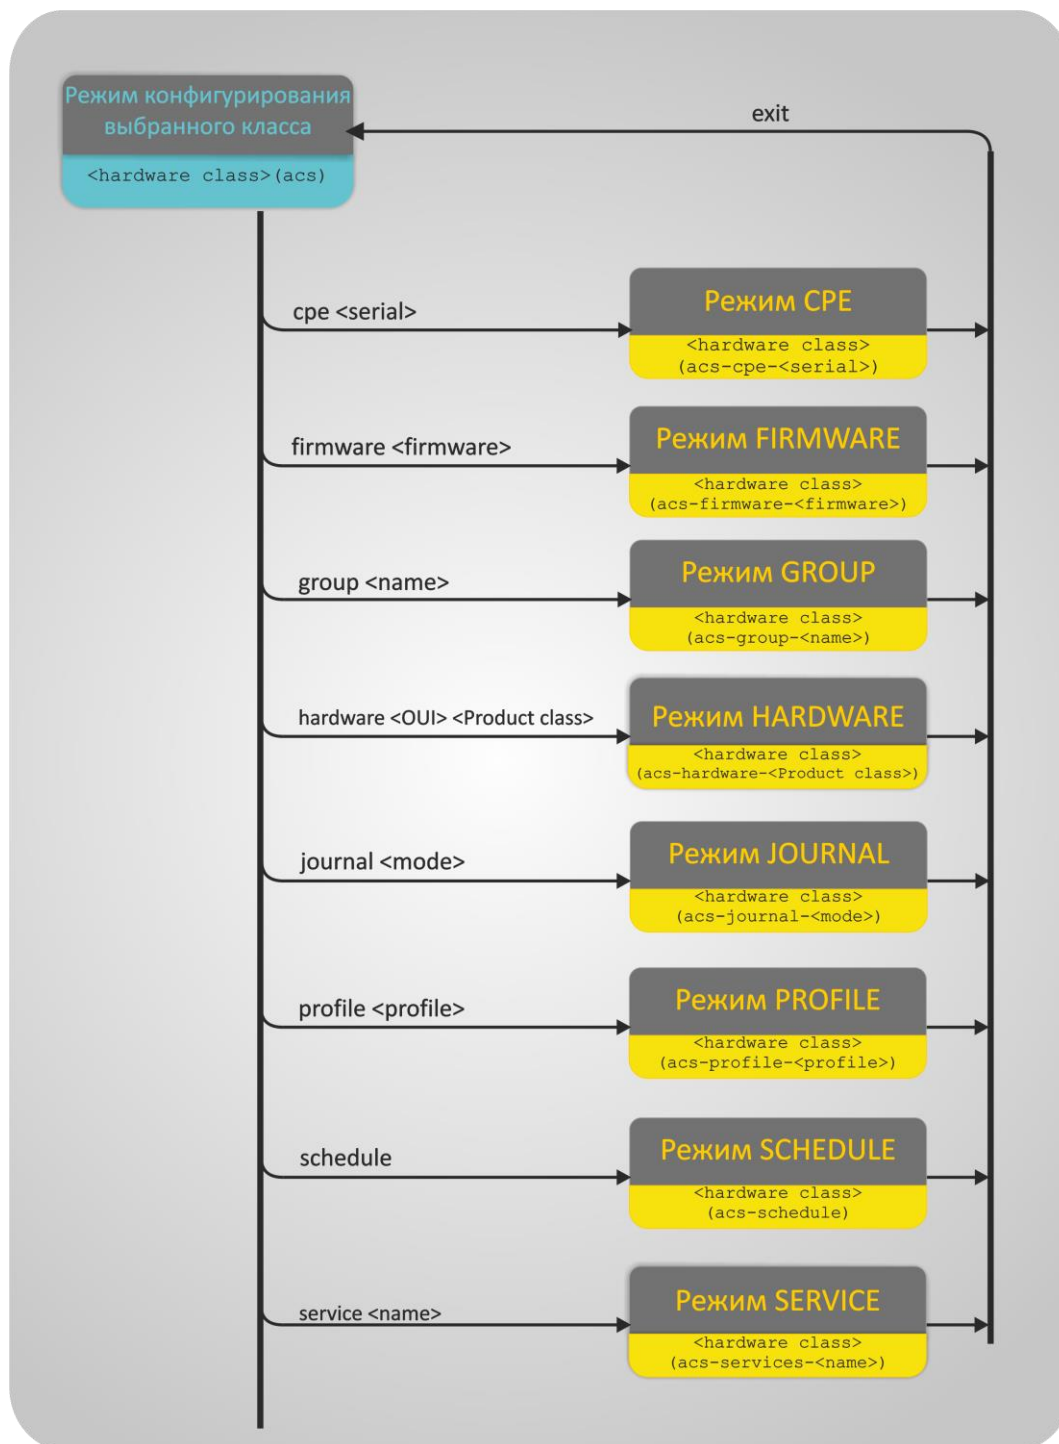 Режим конфигурирования
выбранного класса
<hardware class>(acs)
exit
cpe <serial>
Режим CPE
<hardware class>
(acs-cpe-<serial>)
firmware <firmware>
Режим FIRMWARE
<hardware class>
(acs-firmware-<firmware>)
group <name>
Режим GROUP
<hardware class>
(acs-group-<name>)
hardware <OUI> <Product class>
Режим HARDWARE
<hardware class>
(acs-hardware-<Product class>)
journal <mode>
Режим JOURNAL
<hardware class>
(acs-journal-<mode>)
profile <profile>
Режим PROFILE
<hardware class>
(acs-profile-<profile>)
schedule
Режим SCHEDULE
<hardware class>
(acs-schedule)
service <name>
Режим SERVICE
<hardware class>
(acs-services-<name>)